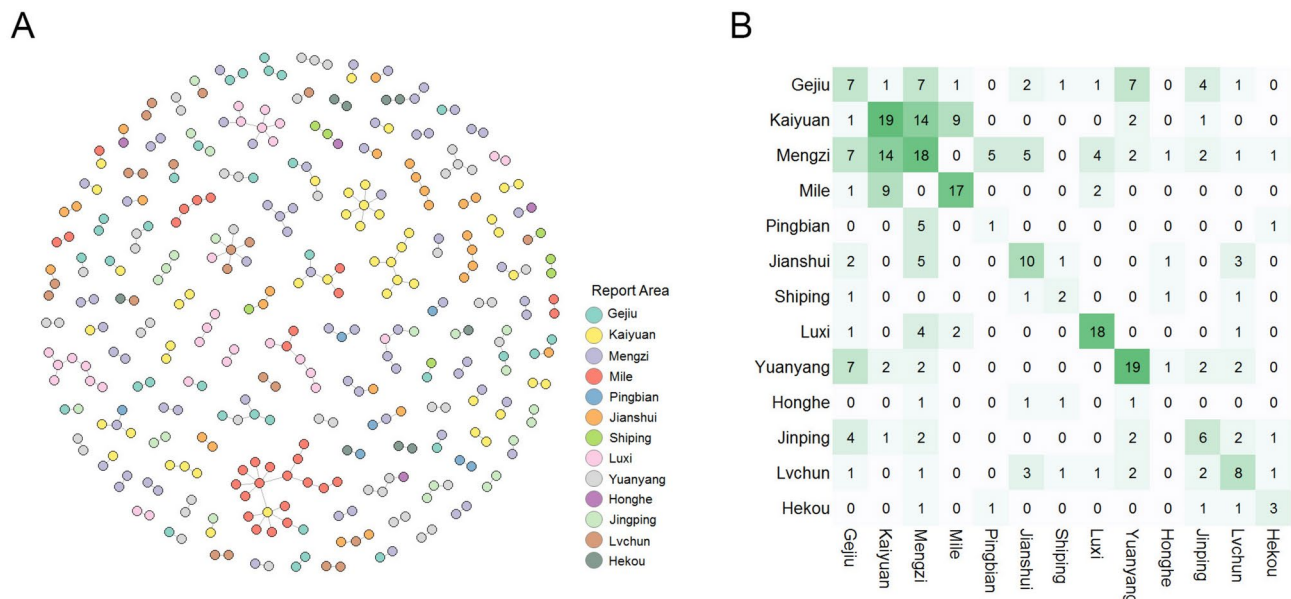 A
B
Report Area
Gejiu
Kaiyuan
Mengzi
Mile
Pingbian
Jianshui
Shiping
Luxi
Yuanyang
Honghe
Jingping
Lvchun
Hekou
Gejiu 7 1 7 1 0 2 1 1 7 0 4 1 0
Kaiyuan 1 19 14 9 0 0 0 0 2 0 1 0 0
Mengzi 7 14 18 0 5 5 0 4 2 1 2 1 1
Mile 1 9 0 17 0 0 0 2 0 0 0 0 0
Pingbian 0 0 5 0 1 0 0 0 0 0 0 0 1
Jianshui 2 0 5 0 0 10 1 0 0 1 0 3 0
Shiping 1 0 0 0 0 1 2 0 0 1 0 1 0
Luxi 1 0 4 2 0 0 0 18 0 0 0 1 0
Yuanyang 7 2 2 0 0 0 0 0 19 1 2 2 0
Honghe 0 0 1 0 0 1 1 0 1 0 0 0 0
Jinping 4 1 2 0 0 0 0 0 2 0 6 2 1
Lvchun 1 0 1 0 0 3 1 1 2 0 2 8 1
Hekou 0 0 1 0 1 0 0 0 0 0 1 1 3
Gejiu Kaiyuan Mengzi Mile Pingbian Jianshui Shiping Luxi Yuanyang Honghe Jinping Lvchun Hekou